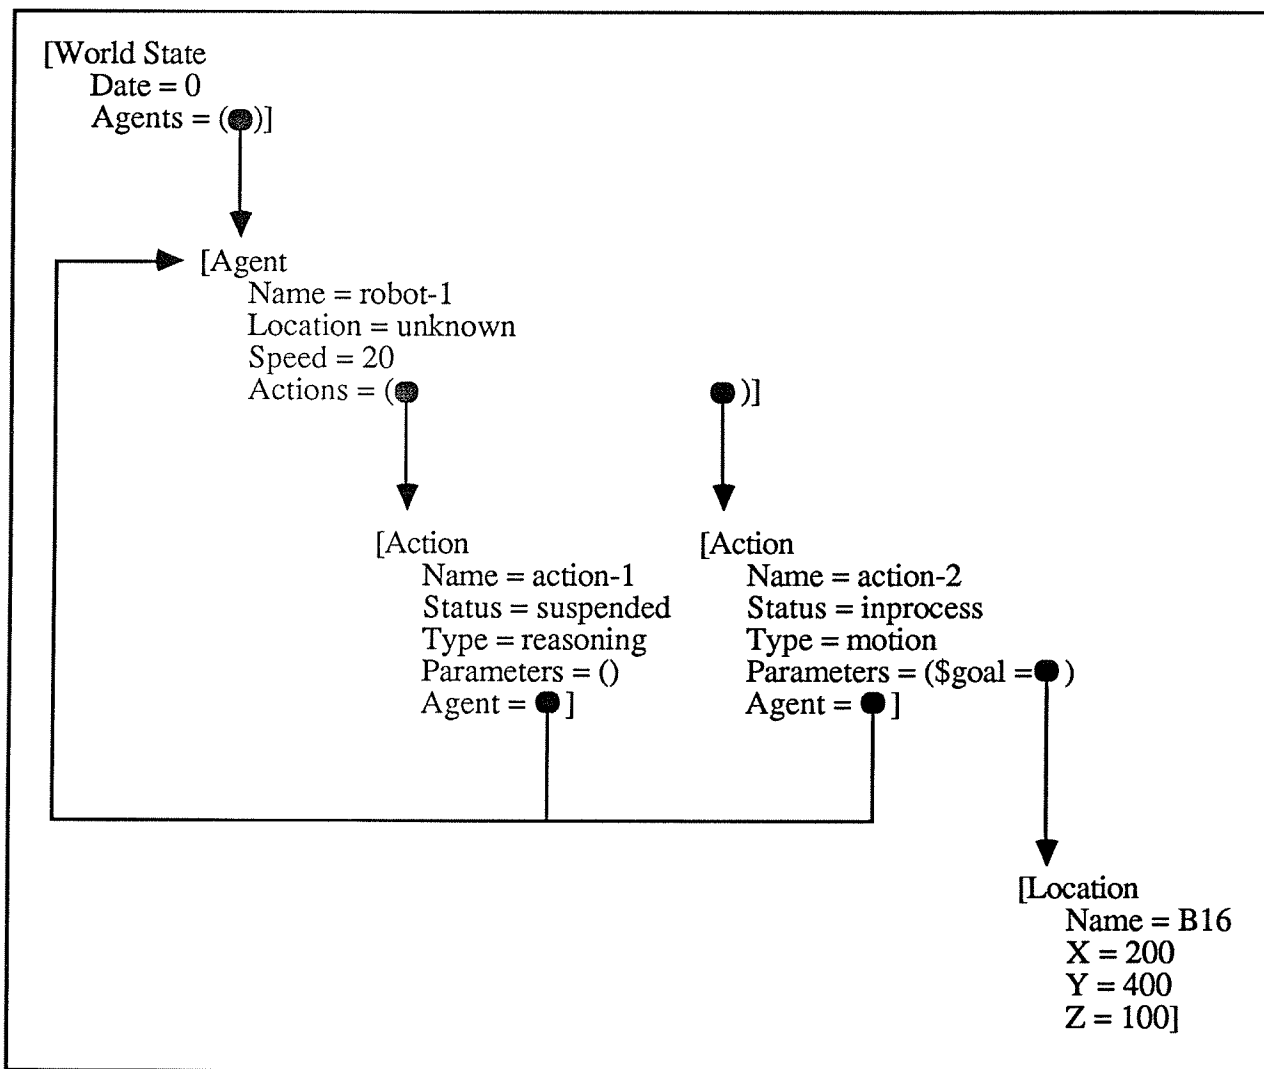 [World State
Date = 0
Agents = ( )]
[Agent
Name = robot-1
Location = unknown
Speed = 20
Actions = ( )]
[Action
Name = action-1
Status = suspended
Type = reasoning
Parameters = ()
Agent = ]
[Action
Name = action-2
Status = inprocess
Type = motion
Parameters = ($goal = )
Agent = ]
[Location
Name = B16
X = 200
Y = 400
Z = 100]